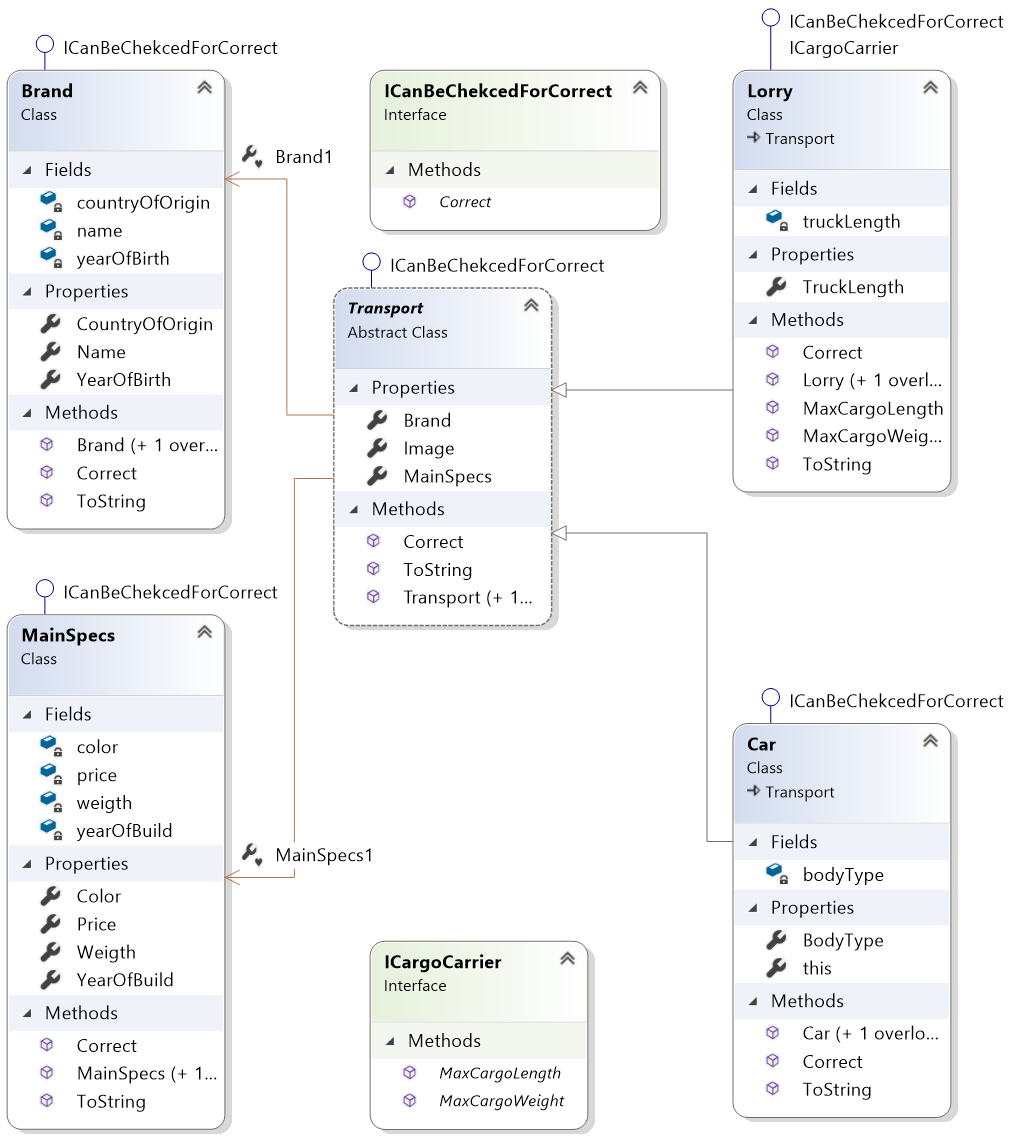 ICanBeChekcedForCorrect
Brand
Class
Fields
countryOfOrigin
name
yearOfBirth
Properties
CountryOfOrigin
Name
YearOfBirth
Methods
Brand (+ 1 over...
Correct
ToString
Brand1
ICanBeChekcedForCorrect
Interface
Methods
Correct
ICanBeChekcedForCorrect
ICargoCarrier
Lorry
Class
Transport
Fields
truckLength
Properties
TruckLength
Methods
Correct
Lorry (+ 1 overl...
MaxCargoLength
MaxCargoWeig...
ToString
ICanBeChekcedForCorrect
Transport
Abstract Class
Properties
Brand
Image
MainSpecs
Methods
Correct
ToString
Transport (+ 1...
ICanBeChekcedForCorrect
MainSpecs
Class
Fields
color
price
weigth
yearOfBuild
Properties
Color
Price
Weigth
YearOfBuild
Methods
Correct
MainSpecs (+ 1...
ToString
MainSpecs1
ICargoCarrier
Interface
Methods
MaxCargoLength
MaxCargoWeight
ICanBeChekcedForCorrect
Car
Class
Transport
Fields
bodyType
Properties
BodyType
this
Methods
Car (+ 1 overlo...
Correct
ToString